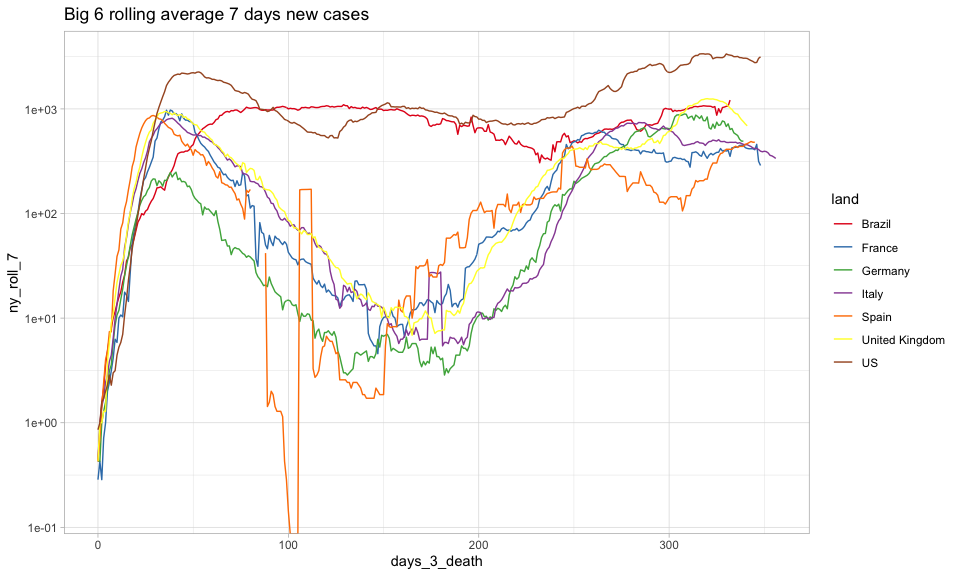 Big 6 rolling average 7 days new cases
ny_roll_7
1e+03
1e+02
1e+01
1e+00
1e-01
0 100 200 300
days_3_death
land
Brazil
France
Germany
Italy
Spain
United Kingdom
US